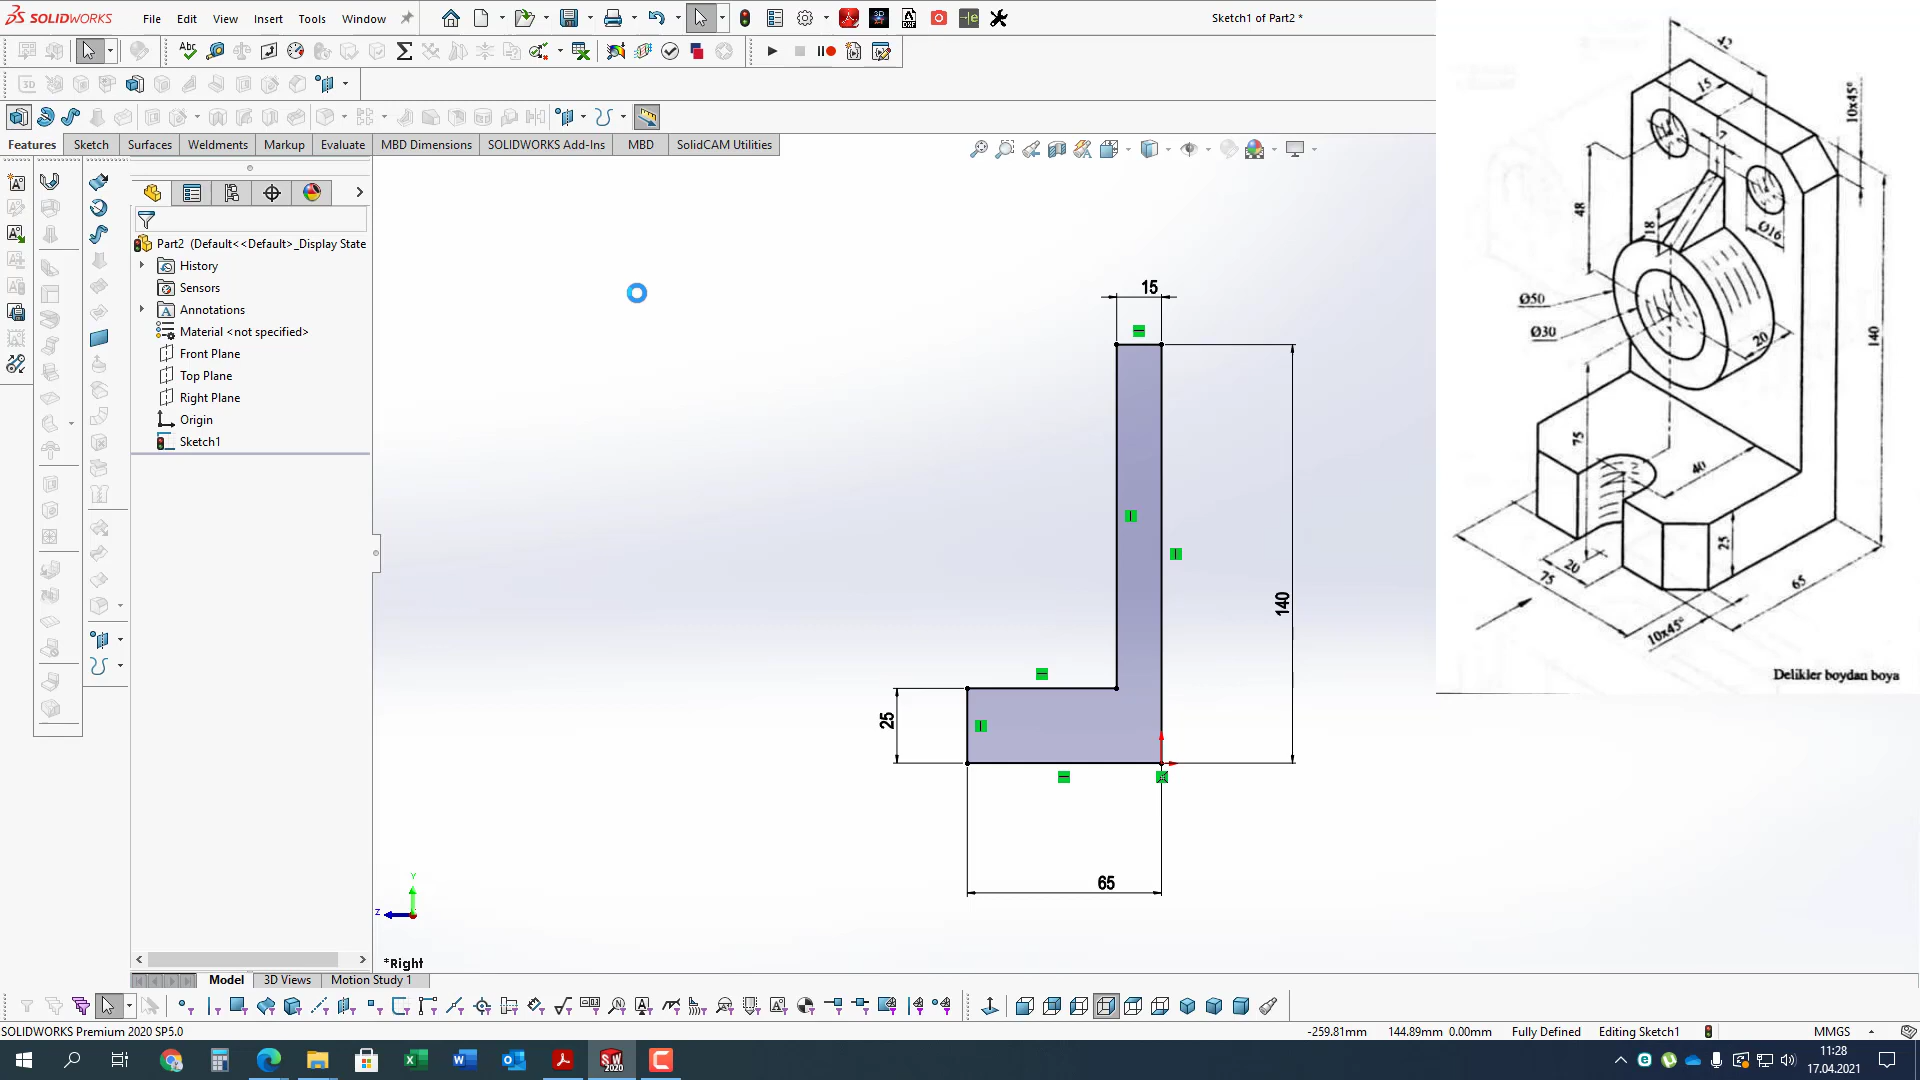 SOLIDWORKS
File
Edit
View
Insert
Tools
Window
Sketch1 of Part2 *
Features
Sketch
Surfaces
Weldments
Markup
Evaluate
MBD Dimensions
SOLIDWORKS Add-Ins
MBD
SolidCAM Utilities
Part2 (Default<<Default>_Display State
History
Sensors
Annotations
Material <not specified>
Front Plane
Top Plane
Right Plane
Origin
Sketch1
15
140
25
65
Y
Z
*Right
42
15
10x45°
7
48
18
Ø16
Ø50
Ø30
20
140
75
40
25
20
75
65
10x45°
Delikler boydan boya
Model
3D Views
Motion Study 1
SOLIDWORKS Premium 2020 SP5.0
-259.81mm
144.89mm
0.00mm
Fully Defined
Editing Sketch1
MMGS
11:28
17.04.2021